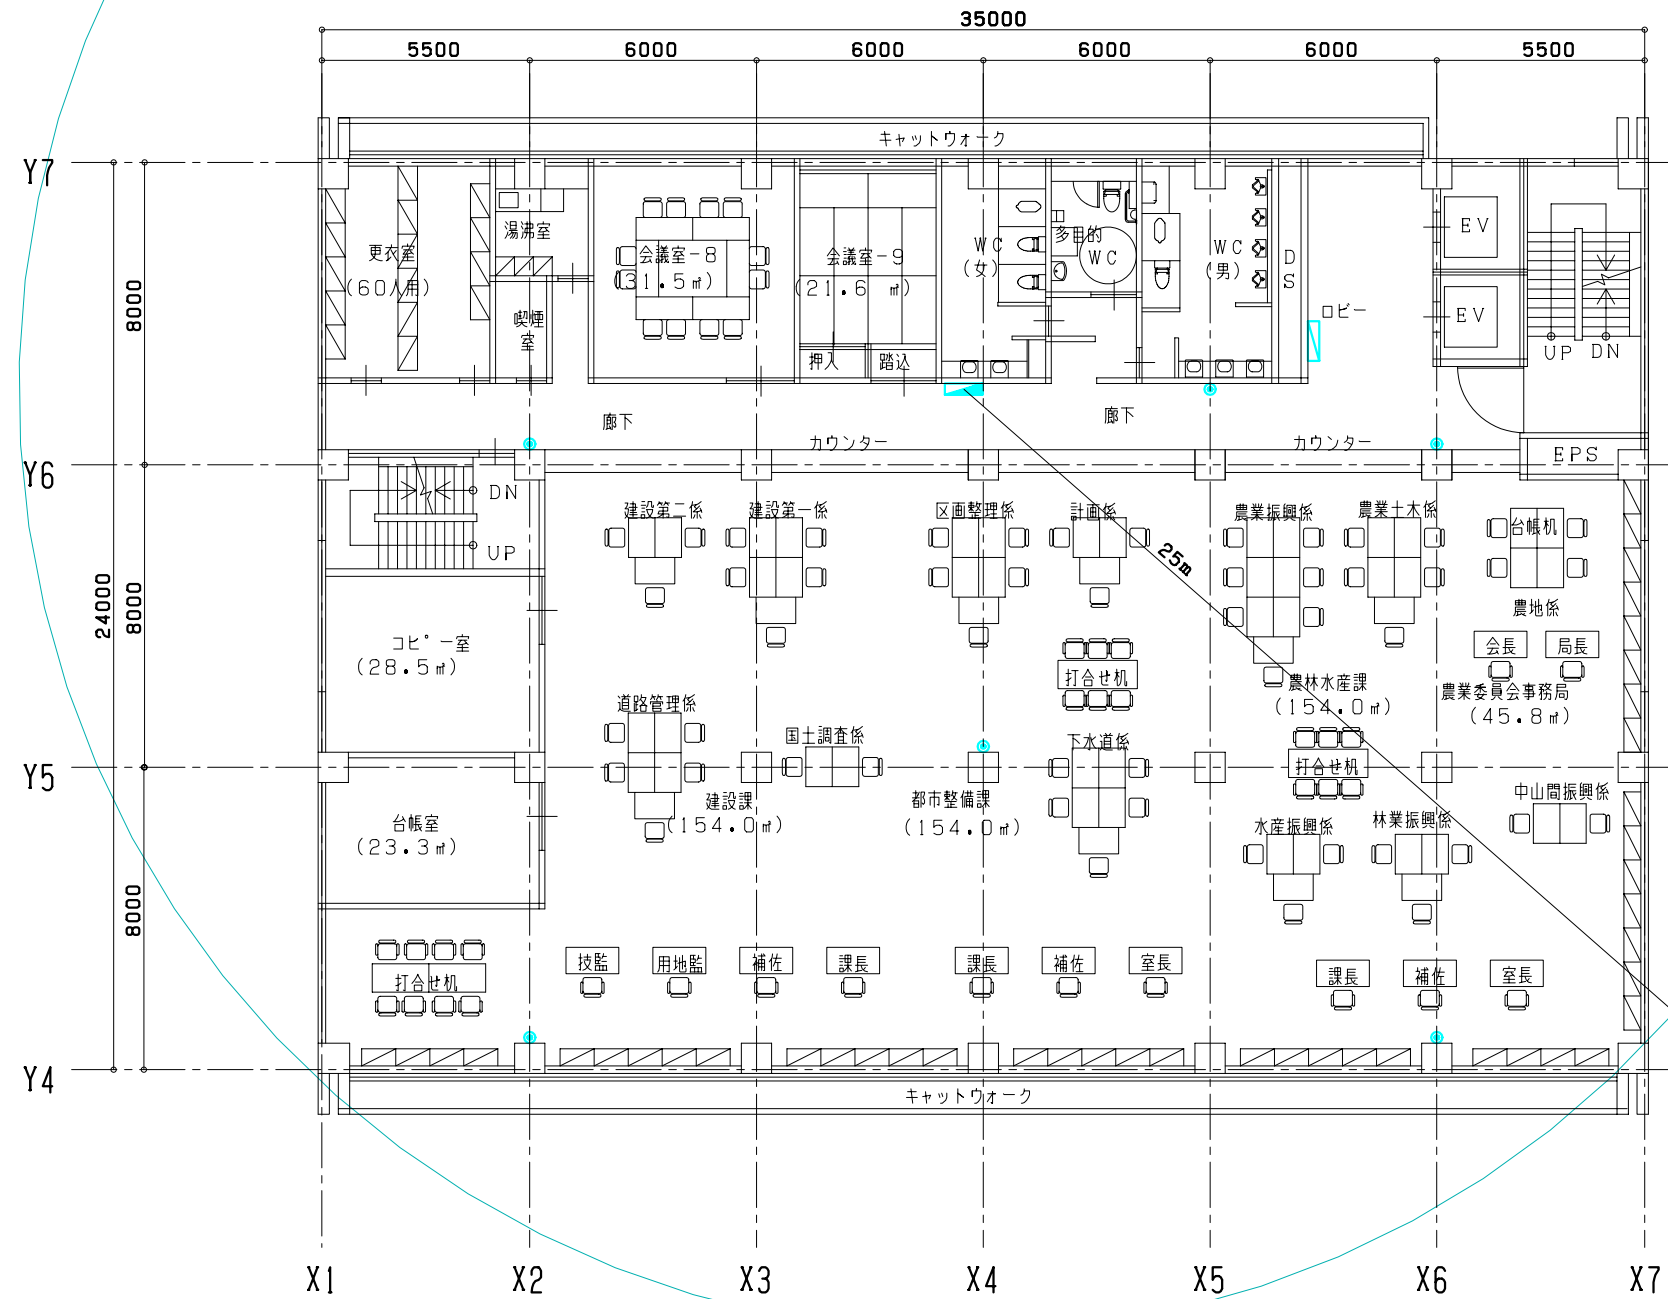 35000
5500 6000 6000 6000 6000 5500
キャットウォーク
Y7
更衣室
(60人用)
湯沸室
喫煙
室
会議室-8
(31.5㎡)
会議室-9
(21.6 ㎡)
押入
踏込
WC
(女)
多目的
WC
WC
(男)
DS
ロビー
EV
EV
UP DN
8000
廊下
廊下
カウンター
カウンター
EPS
Y6
DN
UP
建設第二係
建設第一係
区画整理係
計画係
農業振興係
農業土木係
台帳机
25m
農地係
24000
8000
コピー室
(28.5㎡)
打合せ机
会長
局長
農林水産課
(154.0㎡)
農業委員会事務局
(45.8㎡)
道路管理係
国土調査係
下水道係
打合せ机
Y5
建設課
(154.0㎡)
都市整備課
(154.0㎡)
中山間振興係
台帳室
(23.3㎡)
水産振興係
林業振興係
8000
打合せ机
技監
用地監
補佐
課長
課長
補佐
室長
課長
補佐
室長
Y4
キャットウォーク
X1 X2 X3 X4 X5 X6 X7